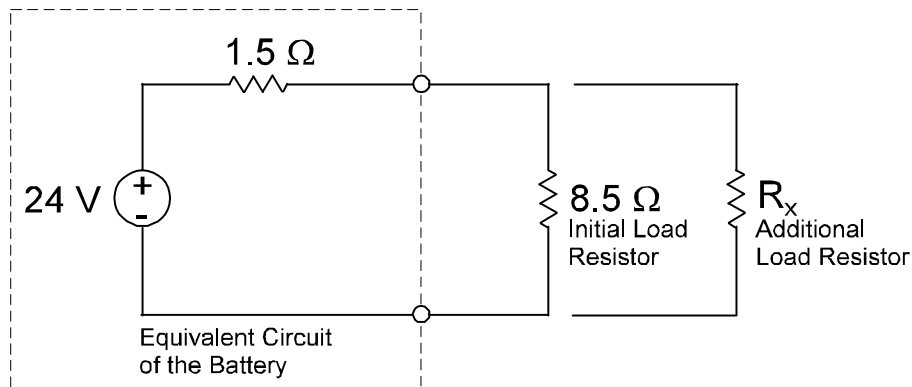 1.5 Ω
24 V
+
-
8.5 Ω
Initial Load
Resistor
Rx
Additional
Load Resistor
Equivalent Circuit
of the Battery